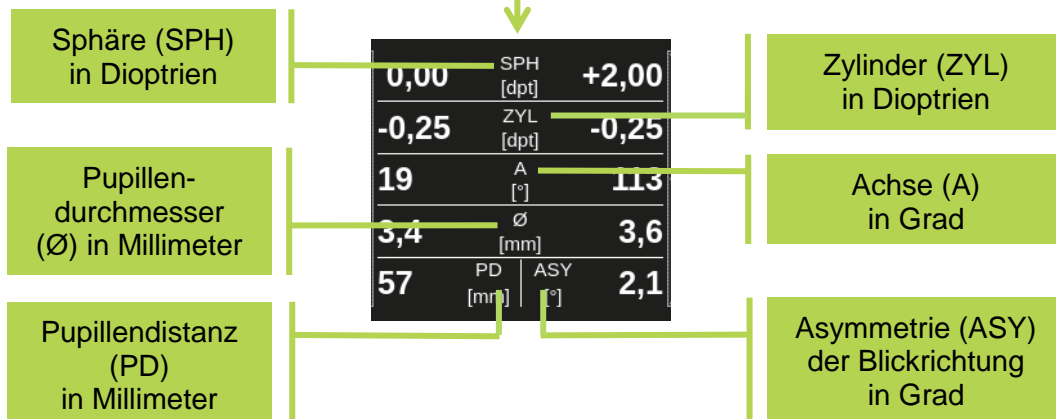 Sphäre (SPH)
in Dioptrien
Pupillen-
durchmesser
(Ø) in Millimeter
Pupillendistanz
(PD)
in Millimeter
0,00 SPH [dpt] +2,00
-0,25 ZYL [dpt] -0,25
19 A [°] 113
3,4 Ø [mm] 3,6
57 PD [mm] ASY [°] 2,1
Zylinder (ZYL)
in Dioptrien
Achse (A)
in Grad
Asymmetrie (ASY)
der Blickrichtung
in Grad